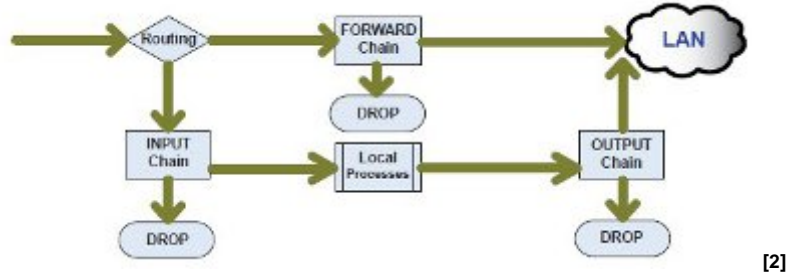 Routing
FORWARD
Chain
LAN
DROP
INPUT
Chain
Local
Processes
OUTPUT
Chain
DROP
DROP
[2]